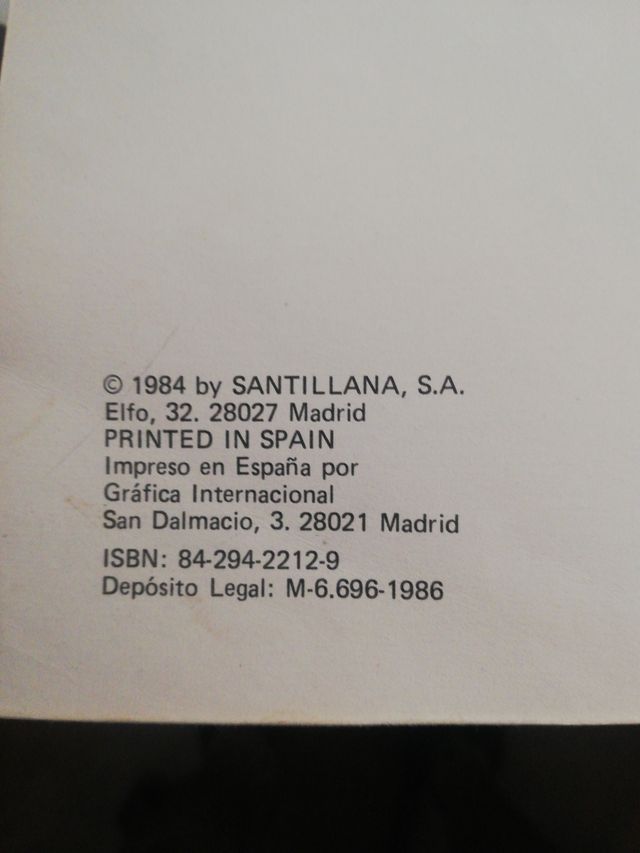 © 1984 by SANTILLANA, S.A.
Elfo, 32. 28027 Madrid
PRINTED IN SPAIN
Impreso en España por
Gráfica Internacional
San Dalmacio, 3. 28021 Madrid
ISBN: 84-294-2212-9
Depósito Legal: M-6.696-1986